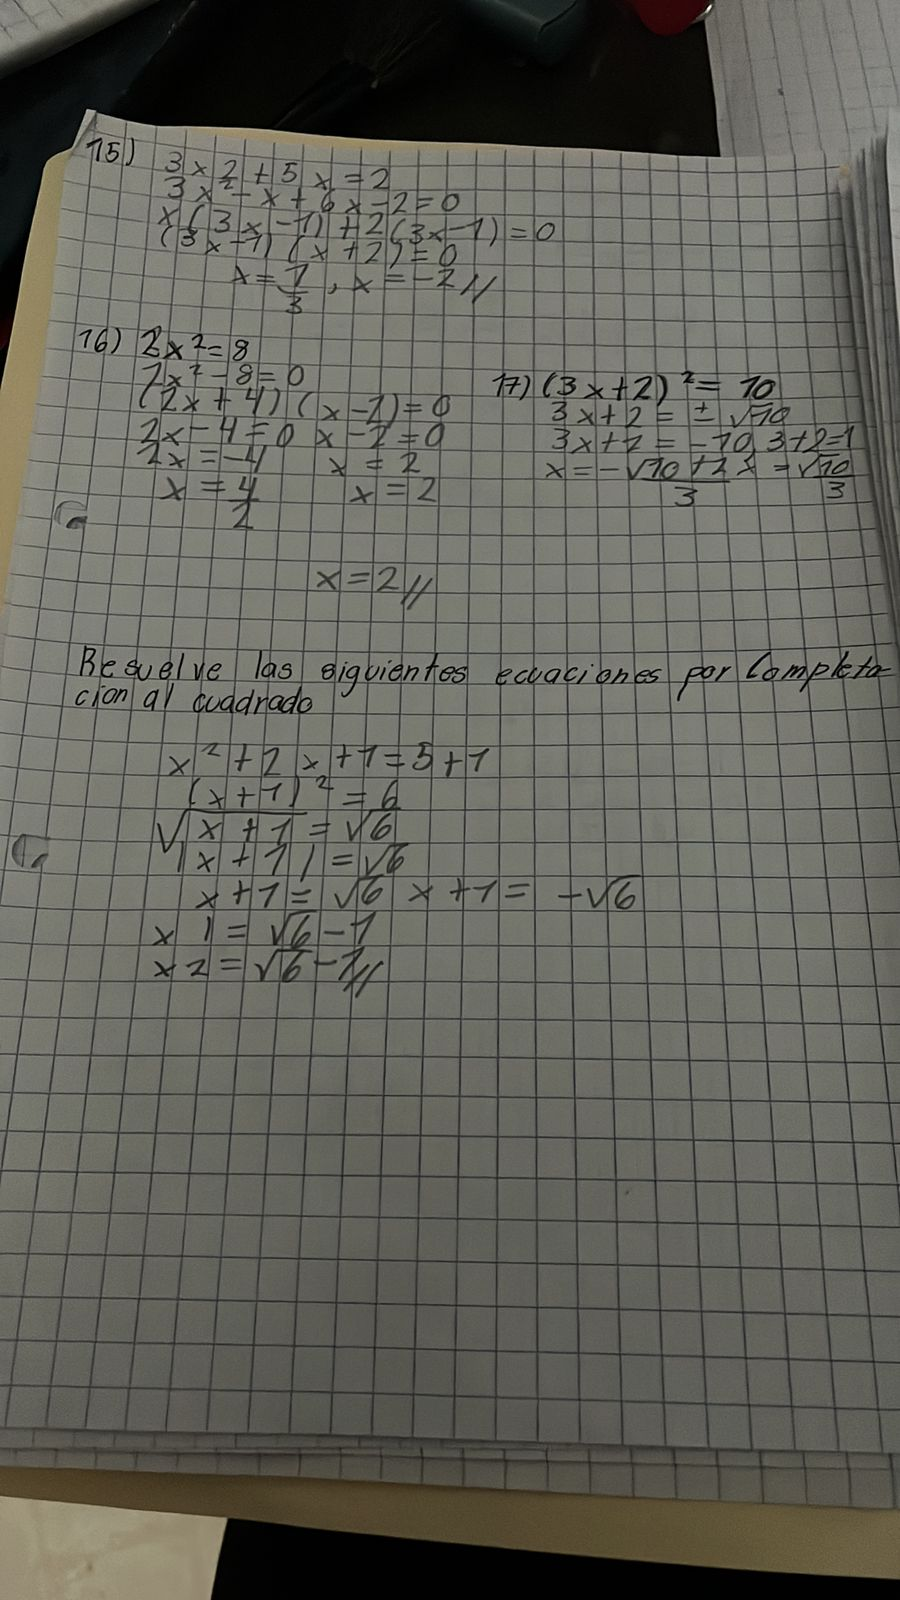 15) 3x2 + 5x = 2
3x² - x + 6x - 2 = 0
x (3x - 1) + 2 (3x - 1) = 0
(3x - 1) (x + 2) = 0
x = 1/3 , x = -2 //
16) 2x² = 8
2x² - 8 = 0
(2x + 4) (x - 2) = 0
2x - 4 = 0 x - 2 = 0
2x = -4 x = 2
x = 4/2 x = 2
x = 2 //
17) (3x + 2)² = 10
3x + 2 = ± √10
3x + 2 = -10 3 + 2 = 1
x = -√10 + 2/3 x = √10/3
Resuelve las siguientes ecuaciones por Completa-
cion al cuadrado
x² + 2x + 1 = 5 + 1
(x + 1)² = 6
√x + 1 = √6
|x + 1| = √6
x + 1 = √6 x + 1 = -√6
x 1 = √6 - 1
x 2 = √6 - 1 //